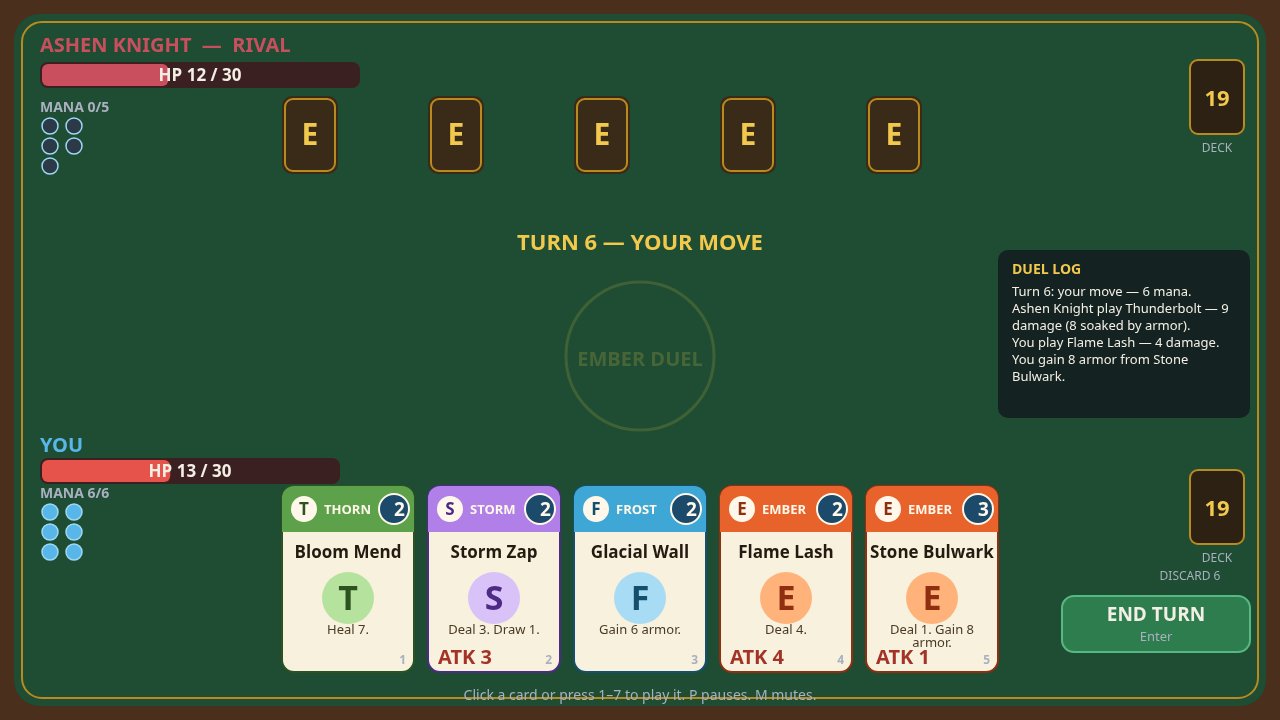 ASHEN KNIGHT — RIVAL
HP 12 / 30
MANA 0/5
E
E
E
E
E
19
DECK
TURN 6 — YOUR MOVE
DUEL LOG
Turn 6: your move — 6 mana.
Ashen Knight play Thunderbolt — 9
damage (8 soaked by armor).
You play Flame Lash — 4 damage.
You gain 8 armor from Stone
Bulwark.
EMBER DUEL
YOU
HP 13 / 30
MANA 6/6
T THORN 2
Bloom Mend
T
Heal 7.
1
S STORM 2
Storm Zap
S
Deal 3. Draw 1.
ATK 3 2
F FROST 2
Glacial Wall
F
Gain 6 armor.
3
E EMBER 2
Flame Lash
E
Deal 4.
ATK 4 4
E EMBER 3
Stone Bulwark
E
Deal 1. Gain 8
armor.
ATK 1 5
19
DECK
DISCARD 6
END TURN
Enter
Click a card or press 1–7 to play it. P pauses. M mutes.